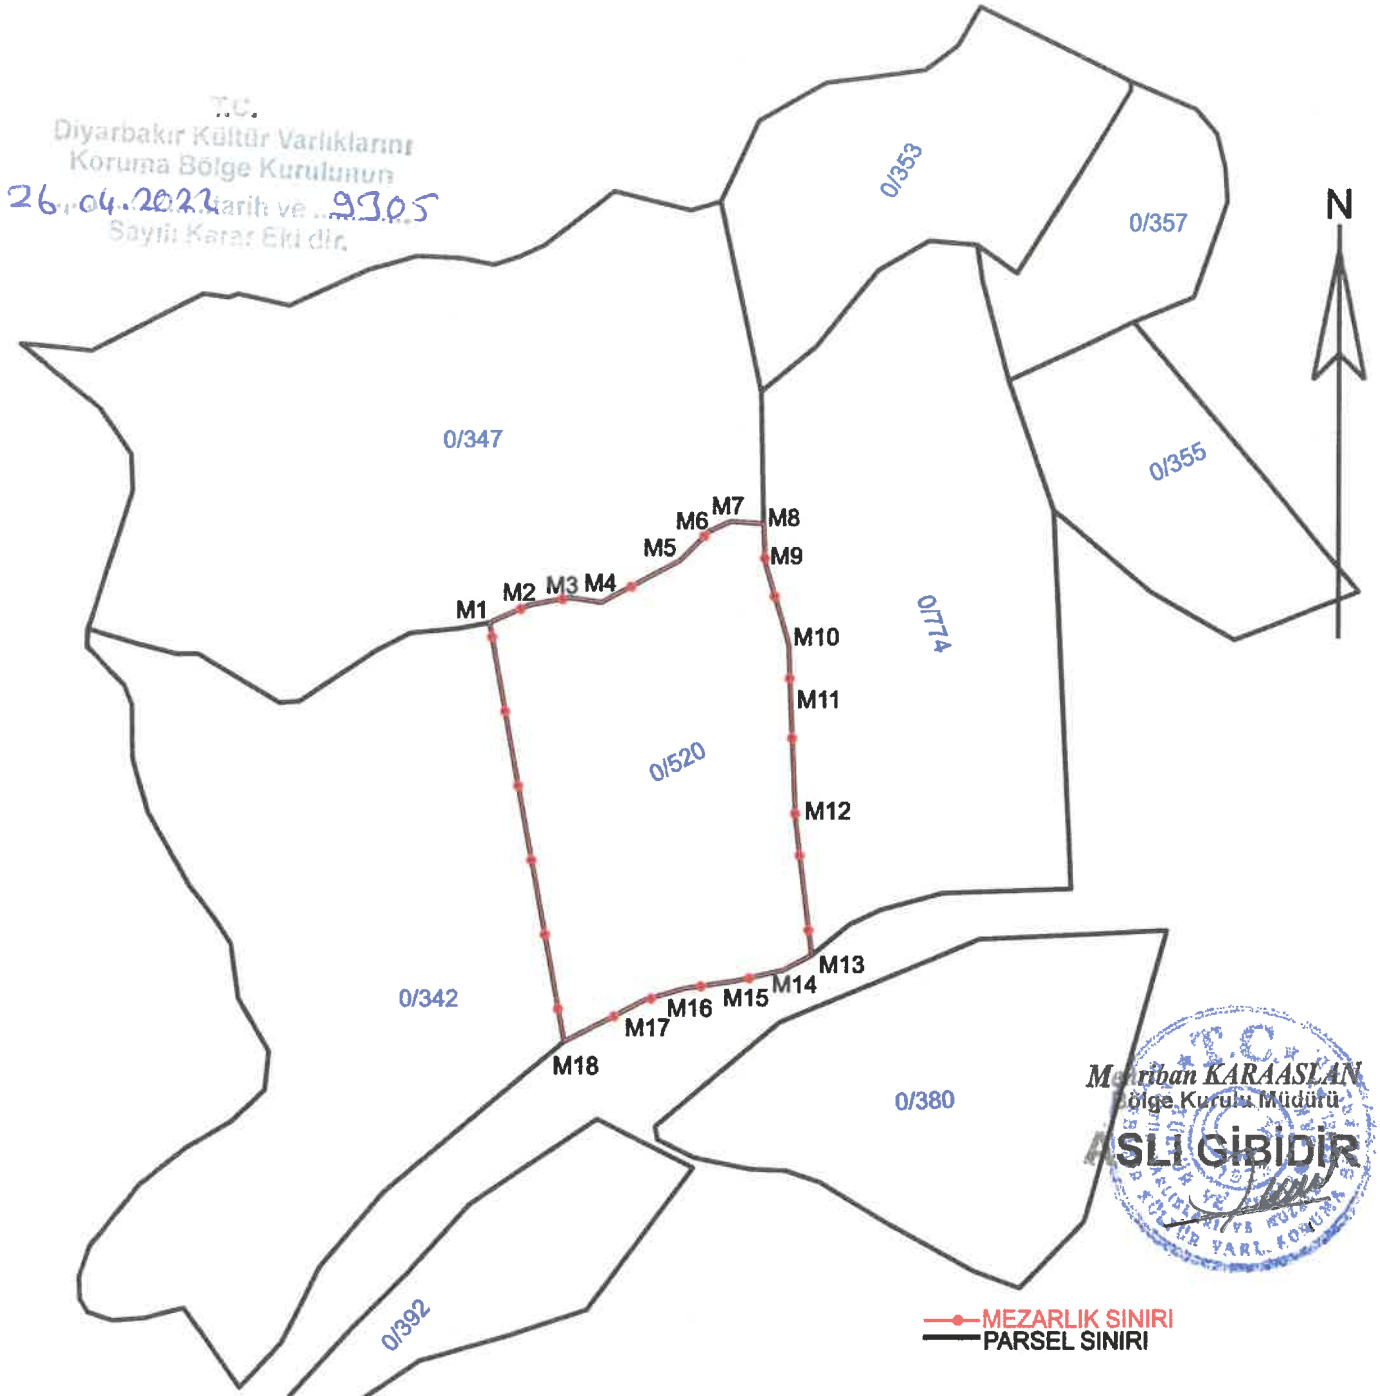 T.C.
Diyarbakır Kültür Varlıklarını
Koruma Bölge Kurulunun
26.04.2022 tarih ve 9305
Sayılı Karar Eki dir.
0/353
0/357
N
0/347
0/355
M7
M6
M8
M5
M9
M3
M4
M2
M1
0/774
M10
M11
0/520
M12
M13
M14
M15
0/342
M16
M17
M18
T.C.
Mehriban KARAASLAN
Bölge Kurulu Müdürü
0/380
ASLI GİBİDİR
0/392
MEZARLIK SINIRI
PARSEL SINIRI